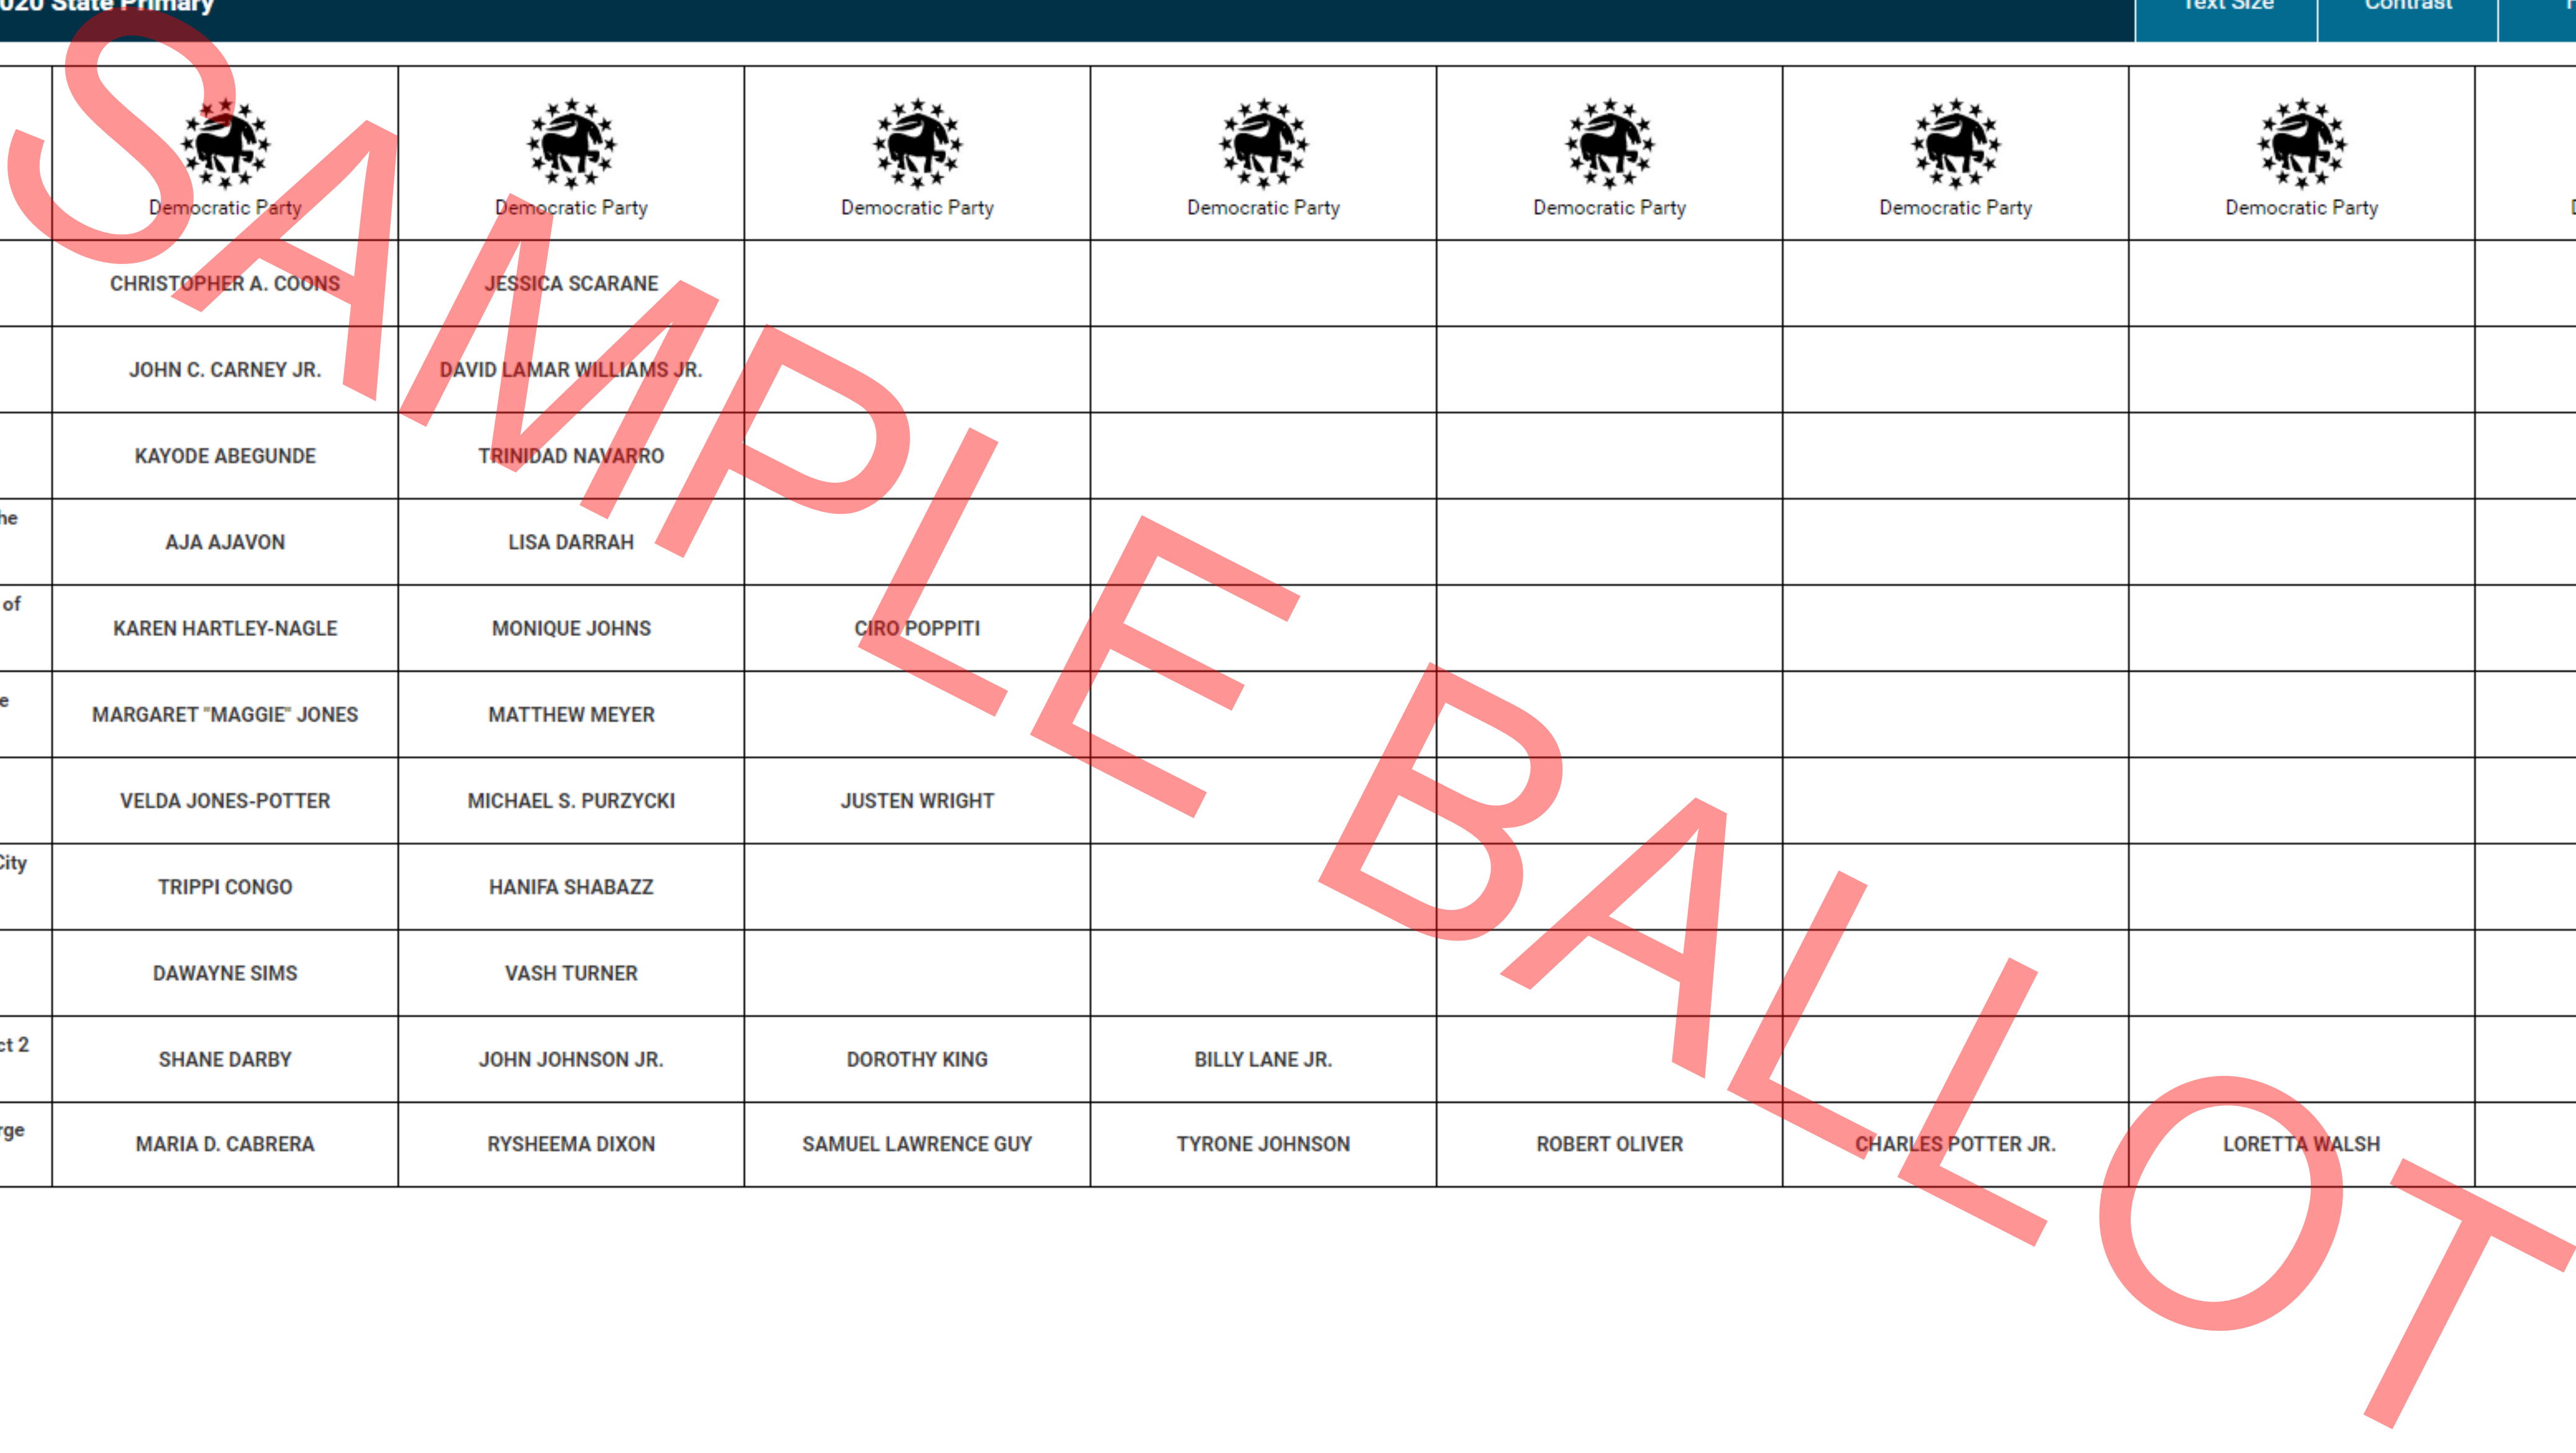 020 State Primary
Text Size Contrast
Democratic Party Democratic Party Democratic Party Democratic Party Democratic Party Democratic Party Democratic Party
CHRISTOPHER A. COONS JESSICA SCARANE
JOHN C. CARNEY JR. DAVID LAMAR WILLIAMS JR.
KAYODE ABEGUNDE TRINIDAD NAVARRO
he
AJA AJAVON LISA DARRAH
of
KAREN HARTLEY-NAGLE MONIQUE JOHNS CIRO POPPITI
e
MARGARET "MAGGIE" JONES MATTHEW MEYER
VELDA JONES-POTTER MICHAEL S. PURZYCKI JUSTEN WRIGHT
City
TRIPPI CONGO HANIFA SHABAZZ
DAWAYNE SIMS VASH TURNER
ct 2
SHANE DARBY JOHN JOHNSON JR. DOROTHY KING BILLY LANE JR.
rge
MARIA D. CABRERA RYSHEEMA DIXON SAMUEL LAWRENCE GUY TYRONE JOHNSON ROBERT OLIVER CHARLES POTTER JR. LORETTA WALSH
SAMPLE BALLOT